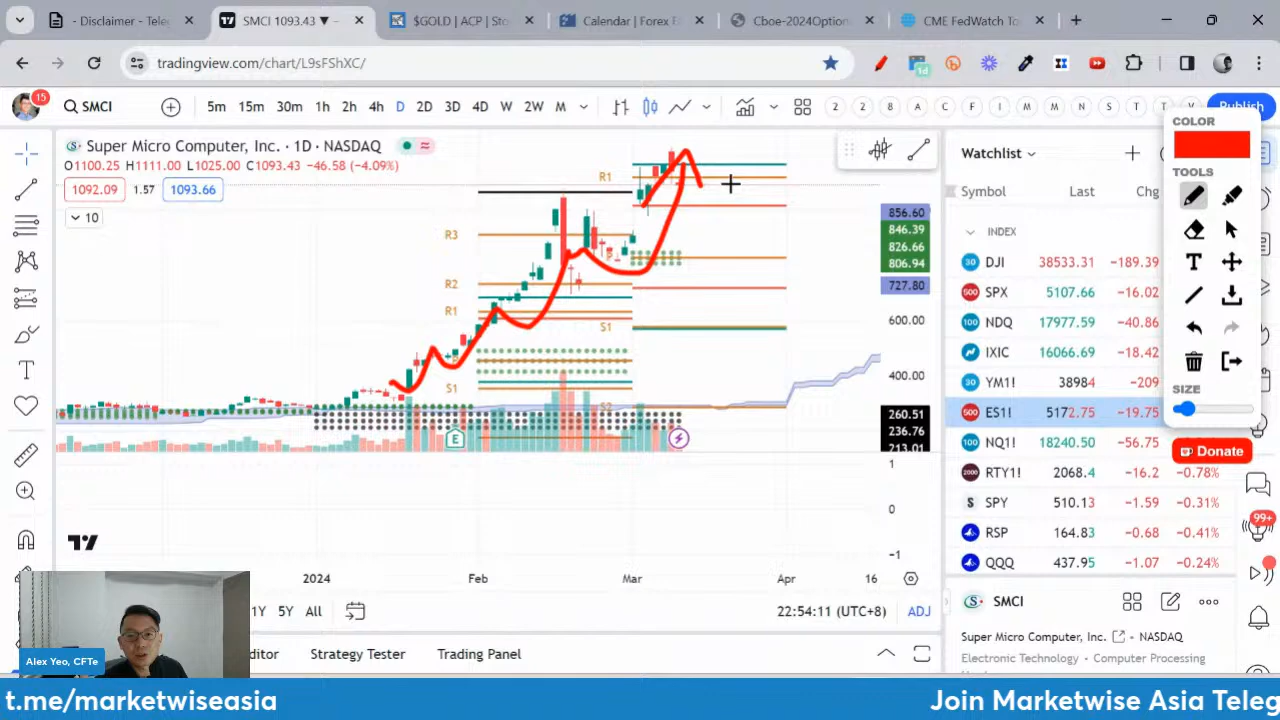 - Disclaimer - Teleg
SMCI 1093.43 ▼ −
$GOLD | ACP | Sto
Calendar | Forex E
Cboe-2024Option
CME FedWatch To
tradingview.com/chart/L9sFShXC/
1d
15
SMCI
5m 15m 30m 1h 2h 4h D 2D 3D 4D W 2W M
2 2 8 A C F I M M N S T T V
Publish
Super Micro Computer, Inc. · 1D · NASDAQ
O1100.25 H1111.00 L1025.00 C1093.43 −46.58 (−4.09%)
1092.09 1.57 1093.66
10
R1
R3
R2
R1
S1
S1
S2
E
856.60
846.39
826.66
806.94
727.80
600.00
400.00
260.51
236.76
213.01
1
0
−1
2024 Feb Mar Apr 16
1Y 5Y All
22:54:11 (UTC+8) ADJ
ditor Strategy Tester Trading Panel
Watchlist
Symbol Last Chg
INDEX
DJI 38533.31 −189.39
SPX 5107.66 −16.02
NDQ 17977.59 −40.86
IXIC 16066.69 −18.42
YM1! 38984 −209
ES1! 5172.75 −19.75
NQ1! 18240.50 −56.75
RTY1! 2068.4 −16.2 −0.78%
SPY 510.13 −1.59 −0.31%
RSP 164.83 −0.68 −0.41%
QQQ 437.95 −1.07 −0.24%
SMCI
Super Micro Computer, Inc. · NASDAQ
Electronic Technology · Computer Processing
COLOR
TOOLS
T
SIZE
Donate
99+
Alex Yeo, CFTe
t.me/marketwiseasia
Join Marketwise Asia Teleg